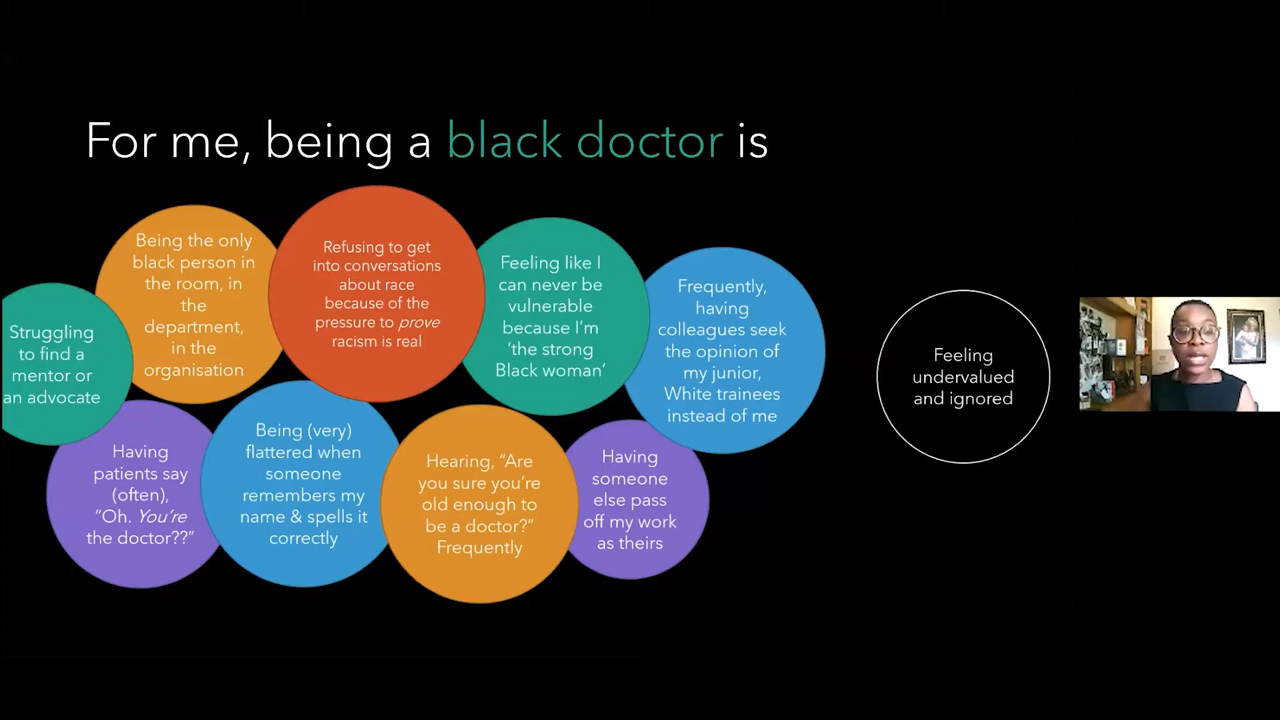 For me, being a black doctor is
Struggling
to find a
mentor or
an advocate
Being the only
black person in
the room, in
the
department,
in the
organisation
Refusing to get
into conversations
about race
because of the
pressure to prove
racism is real
Feeling like I
can never be
vulnerable
because I'm
'the strong
Black woman'
Frequently,
having
colleagues seek
the opinion of
my junior,
White trainees
instead of me
Having
patients say
(often),
"Oh. You're
the doctor??"
Being (very)
flattered when
someone
remembers my
name & spells it
correctly
Hearing, "Are
you sure you're
old enough to
be a doctor?"
Frequently
Having
someone
else pass
off my work
as theirs
Feeling
undervalued
and ignored